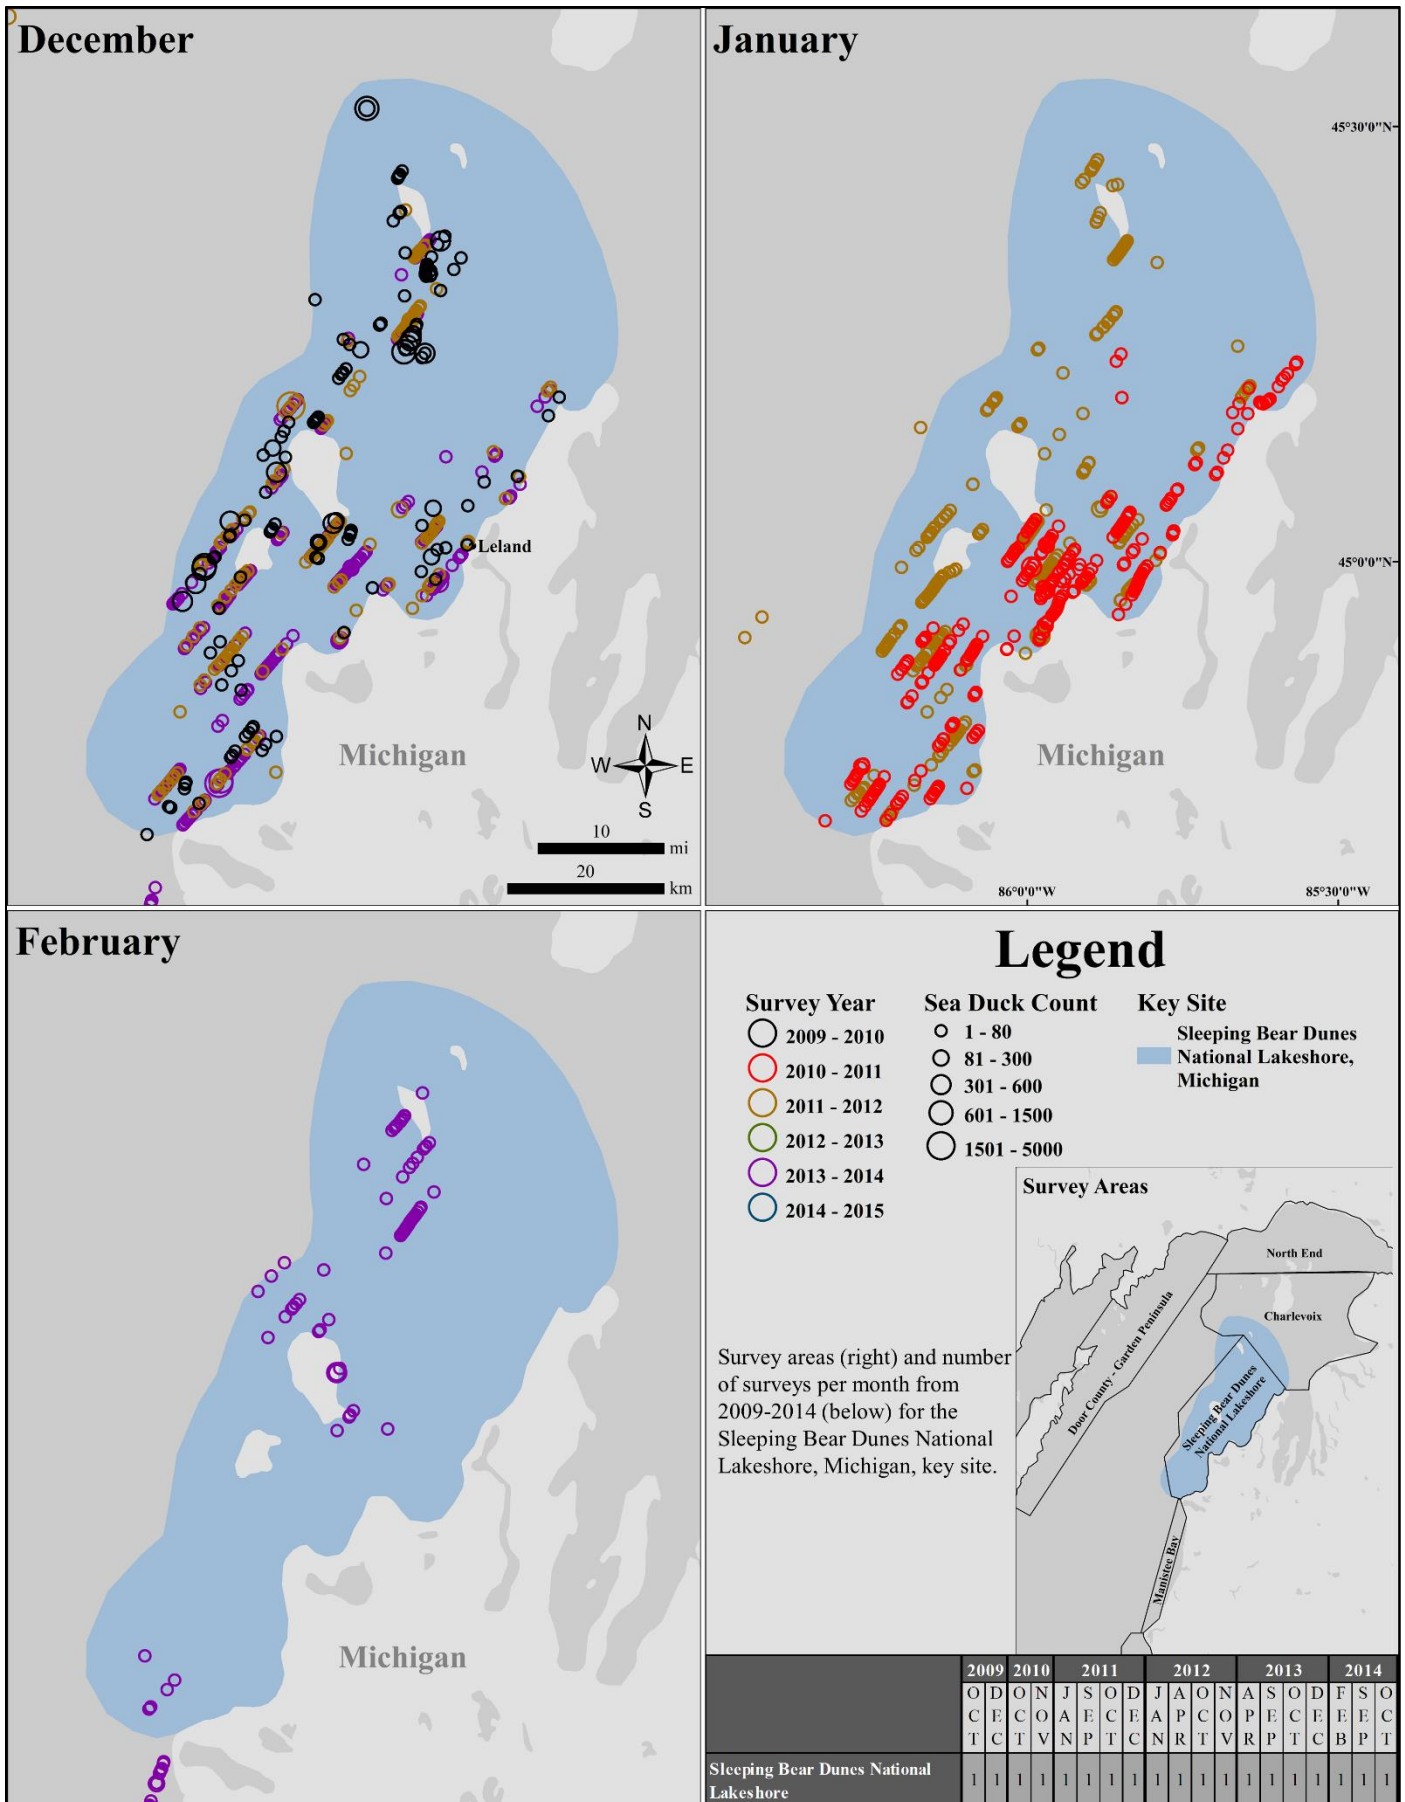 December
Leland
Michigan
N
W
E
S
10
mi
20
km
January
45°30'0"N
45°0'0"N
Michigan
86°0'0"W
85°30'0"W
February
Michigan
Legend
Survey Year
2009 - 2010
2010 - 2011
2011 - 2012
2012 - 2013
2013 - 2014
2014 - 2015
Sea Duck Count
1 - 80
81 - 300
301 - 600
601 - 1500
1501 - 5000
Key Site
Sleeping Bear Dunes
National Lakeshore,
Michigan
Survey areas (right) and number
of surveys per month from
2009-2014 (below) for the
Sleeping Bear Dunes National
Lakeshore, Michigan, key site.
Survey Areas
North End
Charlevoix
Door County - Garden Peninsula
Sleeping Bear Dunes
National Lakeshore
Manistee Bay
2009 2010 2011 2012 2013 2014
OCT DEC OCT NOV JAN SEP OCT DEC JAN APR OCT NOV APR SEP OCT DEC FEB SEP OCT
Sleeping Bear Dunes National
Lakeshore
1 1 1 1 1 1 1 1 1 1 1 1 1 1 1 1 1 1 1